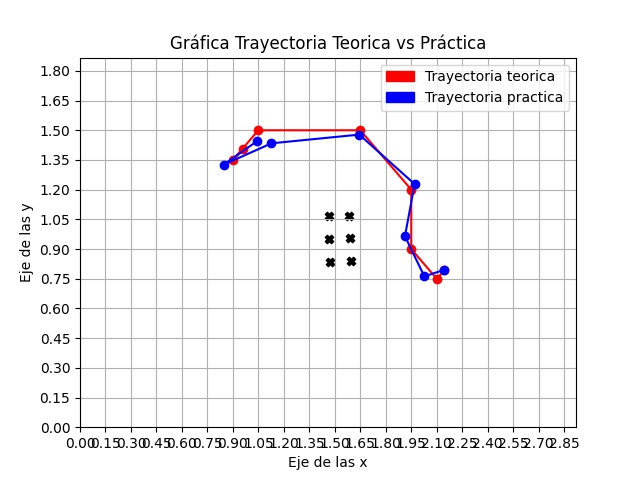 Gráfica Trayectoria Teorica vs Práctica
Trayectoria teorica
Trayectoria practica
Eje de las y
1.80
1.65
1.50
1.35
1.20
1.05
0.90
0.75
0.60
0.45
0.30
0.15
0.00
0.00 0.15 0.30 0.45 0.60 0.75 0.90 1.05 1.20 1.35 1.50 1.65 1.80 1.95 2.10 2.25 2.40 2.55 2.70 2.85
Eje de las x